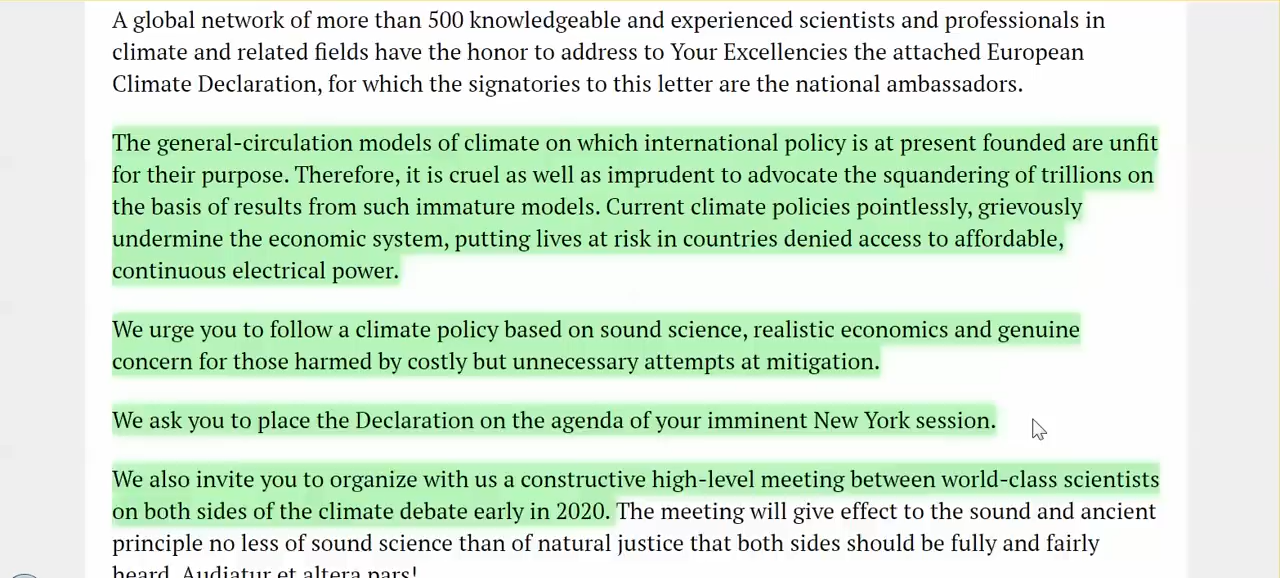 A global network of more than 500 knowledgeable and experienced scientists and professionals in
climate and related fields have the honor to address to Your Excellencies the attached European
Climate Declaration, for which the signatories to this letter are the national ambassadors.
The general-circulation models of climate on which international policy is at present founded are unfit
for their purpose. Therefore, it is cruel as well as imprudent to advocate the squandering of trillions on
the basis of results from such immature models. Current climate policies pointlessly, grievously
undermine the economic system, putting lives at risk in countries denied access to affordable,
continuous electrical power.
We urge you to follow a climate policy based on sound science, realistic economics and genuine
concern for those harmed by costly but unnecessary attempts at mitigation.
We ask you to place the Declaration on the agenda of your imminent New York session.
We also invite you to organize with us a constructive high-level meeting between world-class scientists
on both sides of the climate debate early in 2020. The meeting will give effect to the sound and ancient
principle no less of sound science than of natural justice that both sides should be fully and fairly
heard. Audiatur et altera pars!